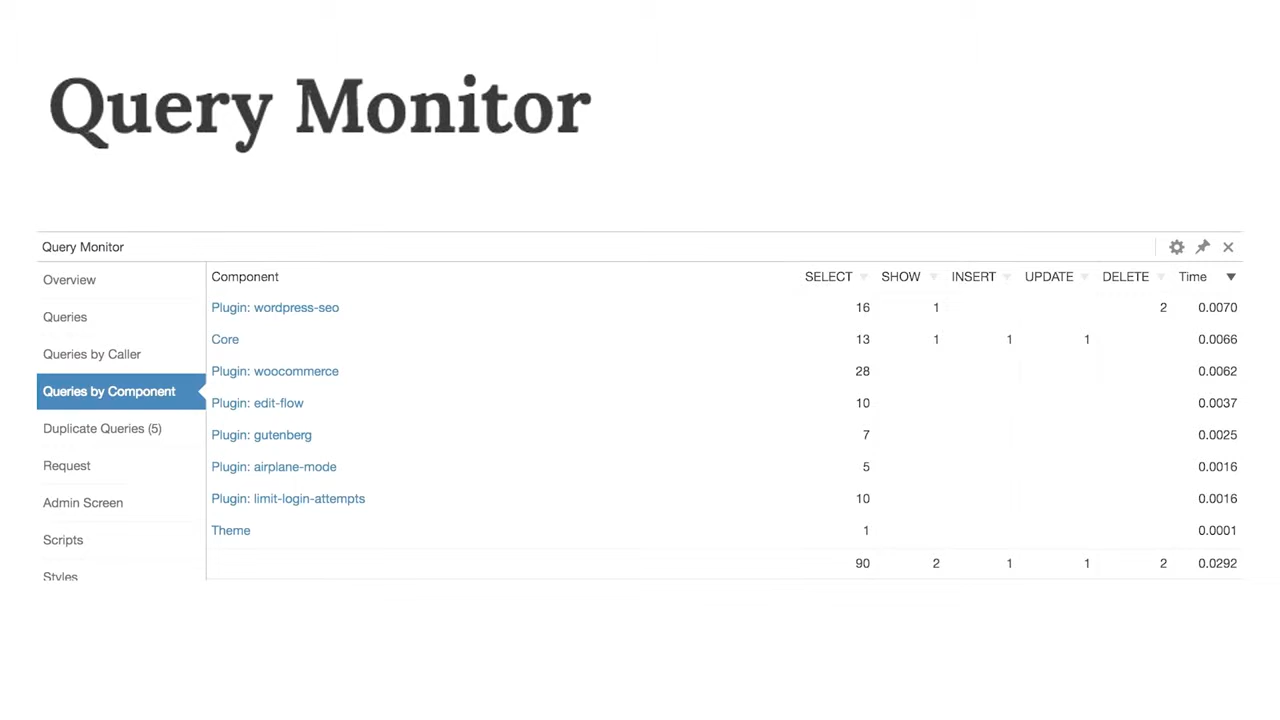 Query Monitor
Query Monitor
Overview
Queries
Queries by Caller
Queries by Component
Duplicate Queries (5)
Request
Admin Screen
Scripts
Styles
Component SELECT SHOW INSERT UPDATE DELETE Time
Plugin: wordpress-seo 16 1 2 0.0070
Core 13 1 1 1 0.0066
Plugin: woocommerce 28 0.0062
Plugin: edit-flow 10 0.0037
Plugin: gutenberg 7 0.0025
Plugin: airplane-mode 5 0.0016
Plugin: limit-login-attempts 10 0.0016
Theme 1 0.0001
90 2 1 1 2 0.0292